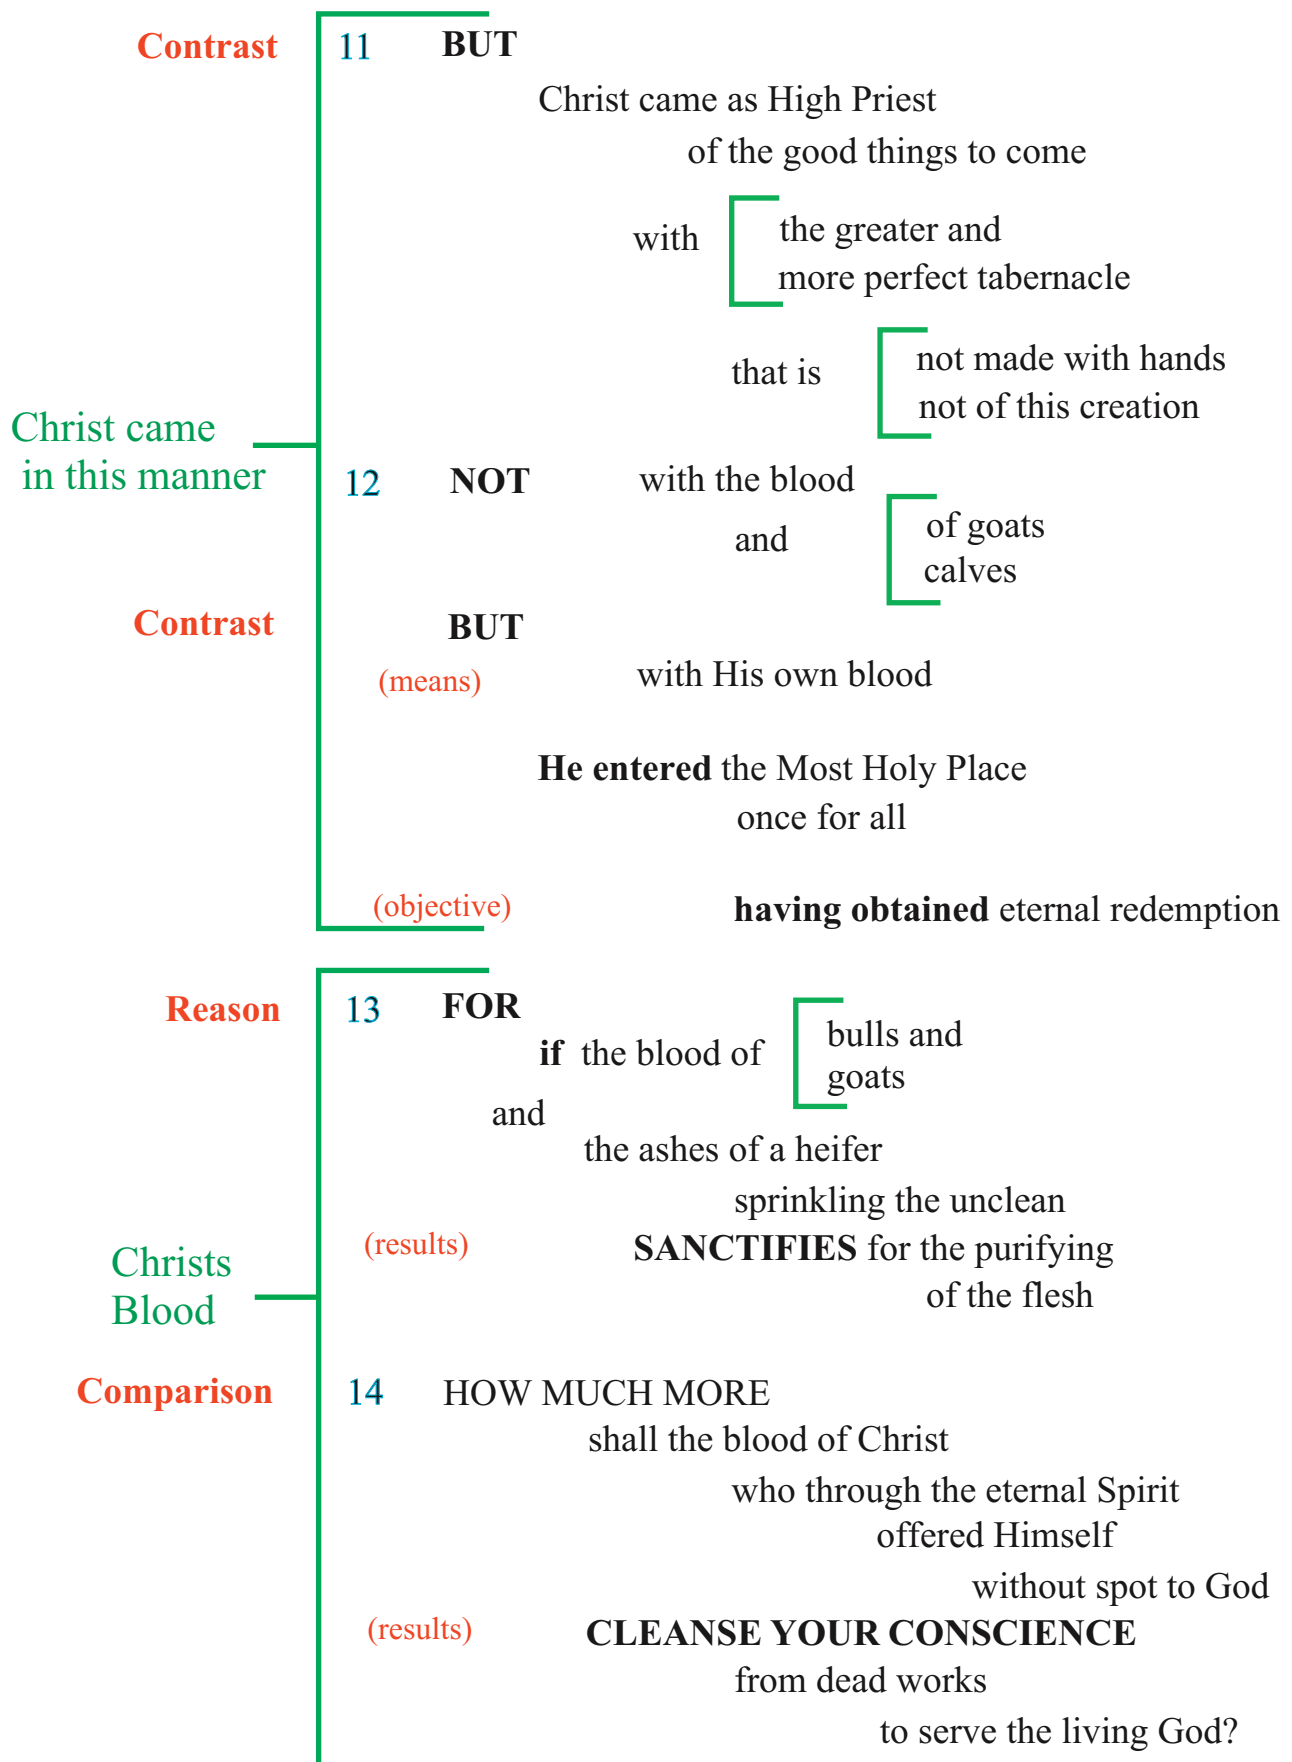 Contrast 11 BUT
Christ came as High Priest
of the good things to come
with the greater and
more perfect tabernacle
that is not made with hands
not of this creation
Christ came
in this manner
12 NOT with the blood
and of goats
calves
Contrast BUT
(means) with His own blood
He entered the Most Holy Place
once for all
(objective) having obtained eternal redemption
Reason 13 FOR
if the blood of bulls and
goats
and
the ashes of a heifer
sprinkling the unclean
(results) SANCTIFIES for the purifying
of the flesh
Christs
Blood
Comparison 14 HOW MUCH MORE
shall the blood of Christ
who through the eternal Spirit
offered Himself
without spot to God
(results) CLEANSE YOUR CONSCIENCE
from dead works
to serve the living God?